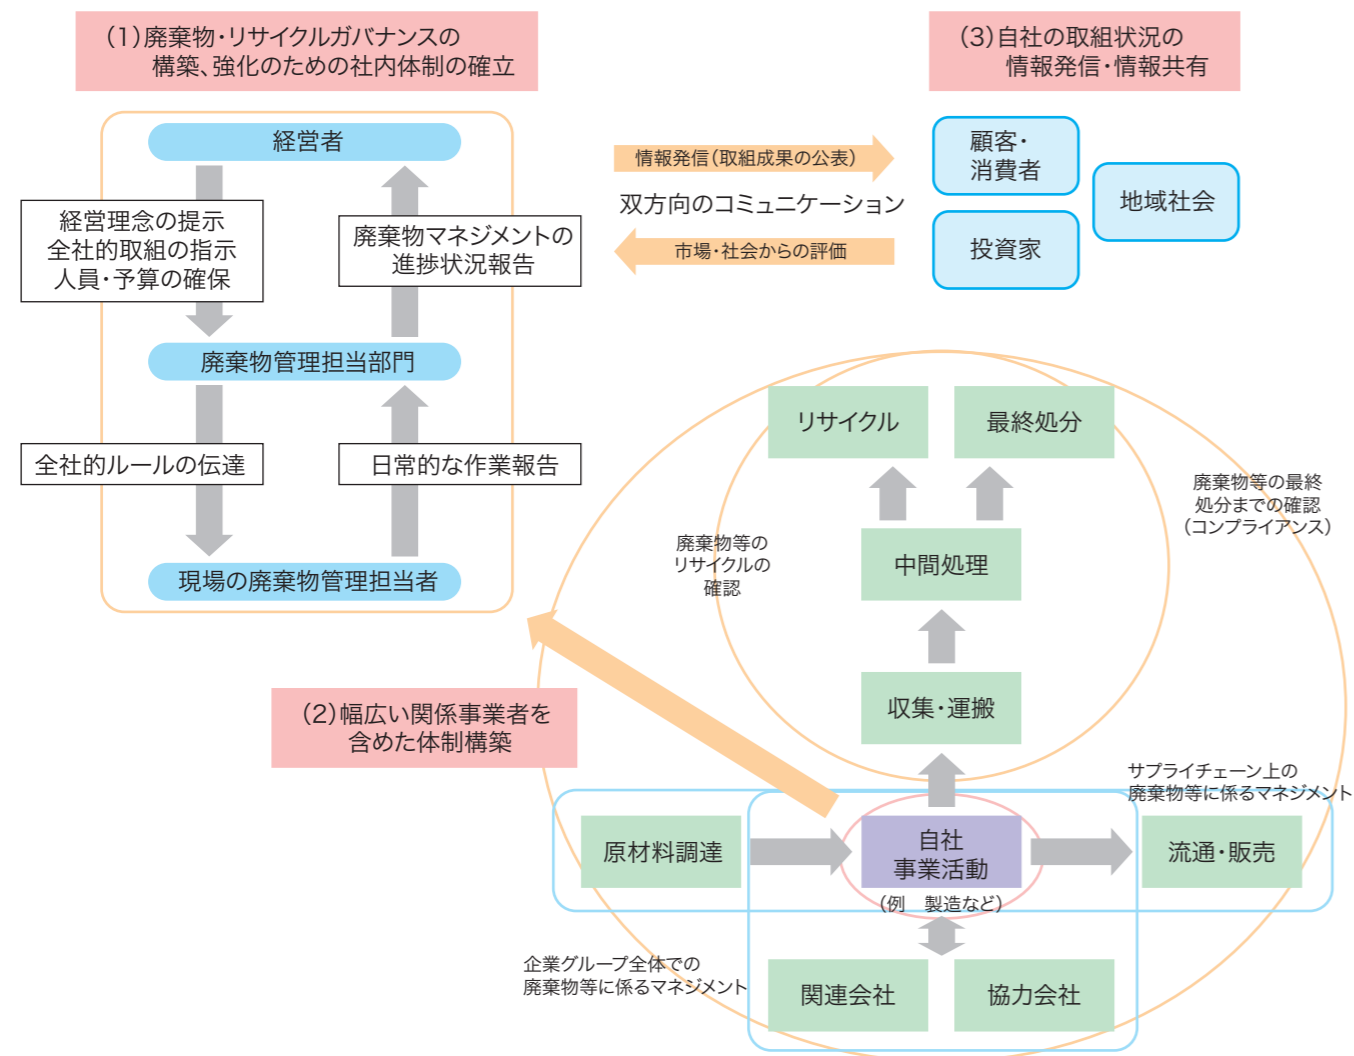 (1)廃棄物・リサイクルガバナンスの
構築、強化のための社内体制の確立
経営者
経営理念の提示
全社的取組の指示
人員・予算の確保
廃棄物マネジメントの
進捗状況報告
廃棄物管理担当部門
全社的ルールの伝達
日常的な作業報告
現場の廃棄物管理担当者
(3)自社の取組状況の
情報発信・情報共有
情報発信(取組成果の公表)
双方向のコミュニケーション
市場・社会からの評価
顧客・
消費者
地域社会
投資家
(2)幅広い関係事業者を
含めた体制構築
リサイクル
最終処分
廃棄物等の最終
処分までの確認
(コンプライアンス)
廃棄物等の
リサイクルの
確認
中間処理
収集・運搬
サプライチェーン上の
廃棄物等に係るマネジメント
原材料調達
自社
事業活動
(例　製造など)
流通・販売
企業グループ全体での
廃棄物等に係るマネジメント
関連会社
協力会社